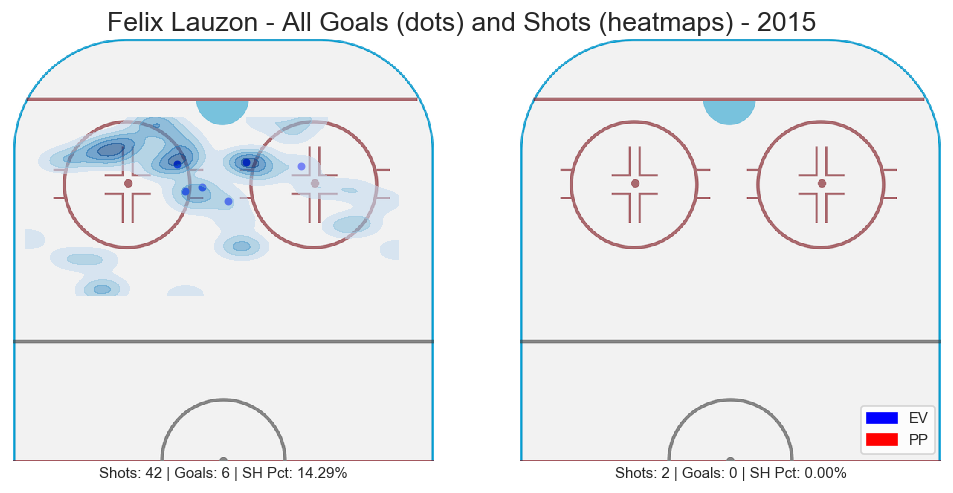 Felix Lauzon - All Goals (dots) and Shots (heatmaps) - 2015
EV
PP
Shots: 42 | Goals: 6 | SH Pct: 14.29%
Shots: 2 | Goals: 0 | SH Pct: 0.00%